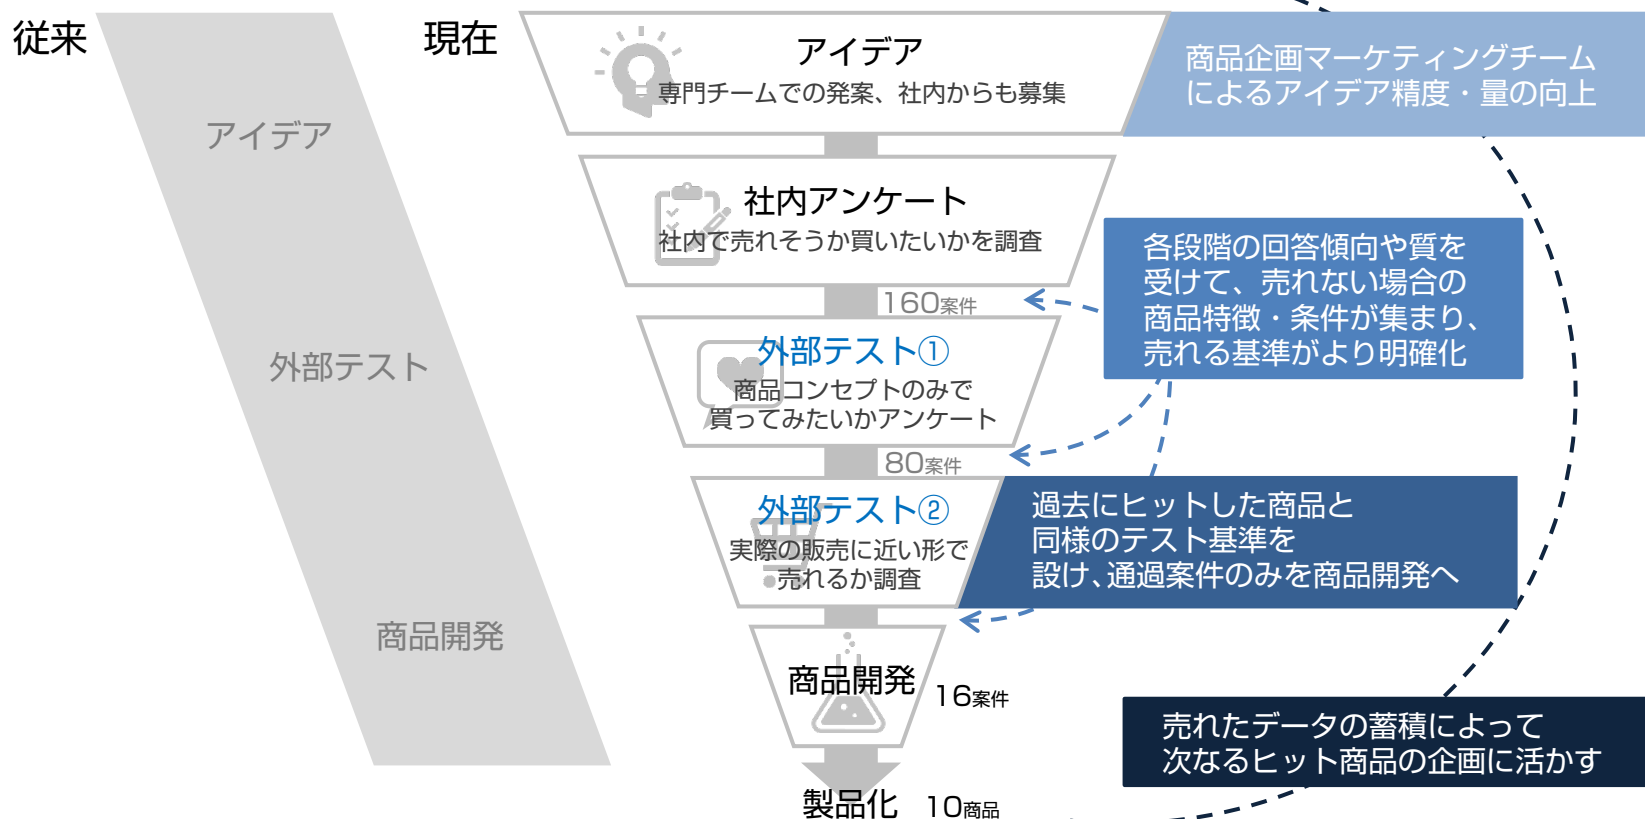 従来
アイデア
外部テスト
商品開発
現在
アイデア
専門チームでの発案、社内からも募集
商品企画マーケティングチーム
によるアイデア精度・量の向上
社内アンケート
社内で売れそうか買いたいかを調査
160案件
各段階の回答傾向や質を
受けて、売れない場合の
商品特徴・条件が集まり、
売れる基準がより明確化
外部テスト①
商品コンセプトのみで
買ってみたいかアンケート
80案件
外部テスト②
実際の販売に近い形で
売れるか調査
過去にヒットした商品と
同様のテスト基準を
設け、通過案件のみを商品開発へ
商品開発
16案件
売れたデータの蓄積によって
次なるヒット商品の企画に活かす
製品化 10商品